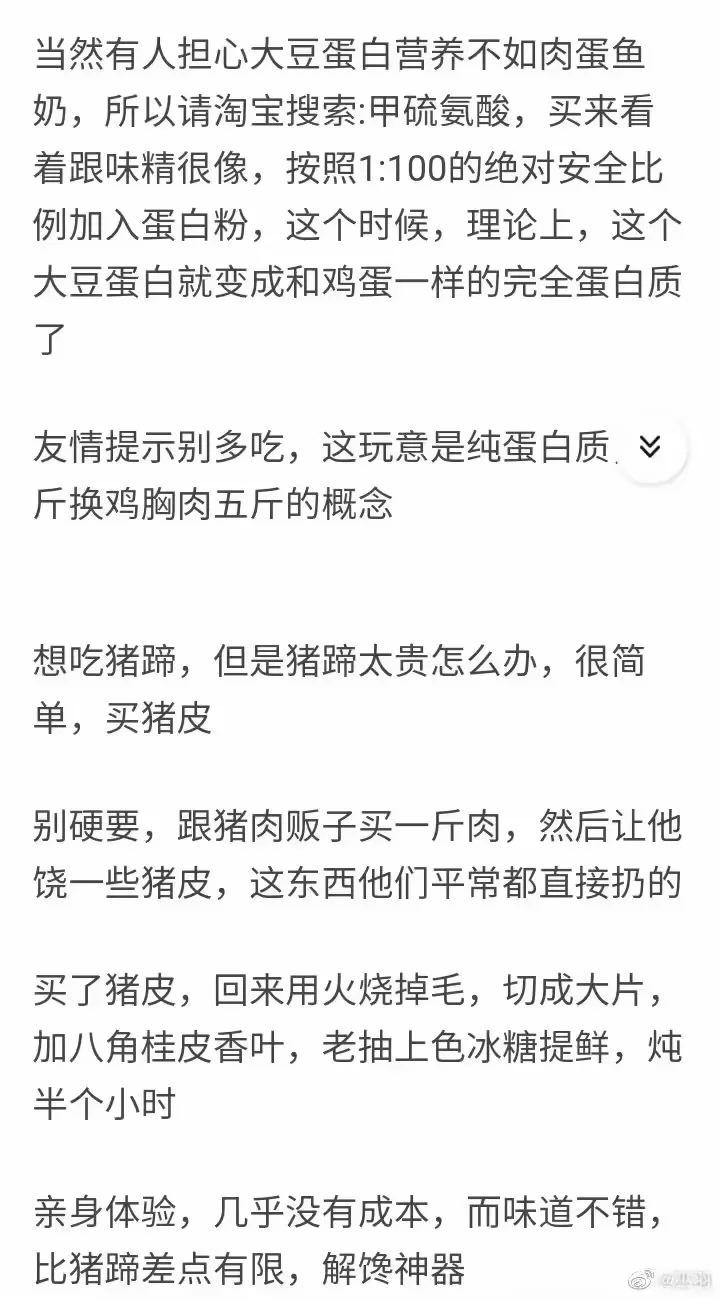 当然有人担心大豆蛋白营养不如肉蛋鱼
奶，所以请淘宝搜索:甲硫氨酸，买来看
着跟味精很像，按照1:100的绝对安全比
例加入蛋白粉，这个时候，理论上，这个
大豆蛋白就变成和鸡蛋一样的完全蛋白质
了
友情提示别多吃，这玩意是纯蛋白质
斤换鸡胸肉五斤的概念
想吃猪蹄，但是猪蹄太贵怎么办，很简
单，买猪皮
别硬要，跟猪肉贩子买一斤肉，然后让他
饶一些猪皮，这东西他们平常都直接扔的
买了猪皮，回来用火烧掉毛，切成大片，
加八角桂皮香叶，老抽上色冰糖提鲜，炖
半个小时
亲身体验，几乎没有成本，而味道不错，
比猪蹄差点有限，解馋神器